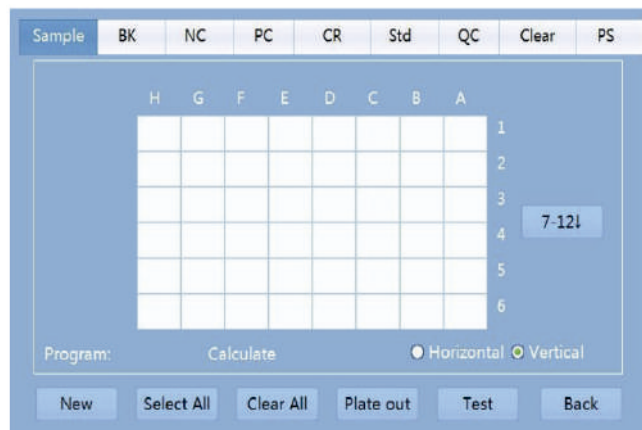 Sample BK NC PC CR Std QC Clear PS
H G F E D C B A
1
2
3
4
5
6
7-12↓
Program: Calculate Horizontal Vertical
New Select All Clear All Plate out Test Back